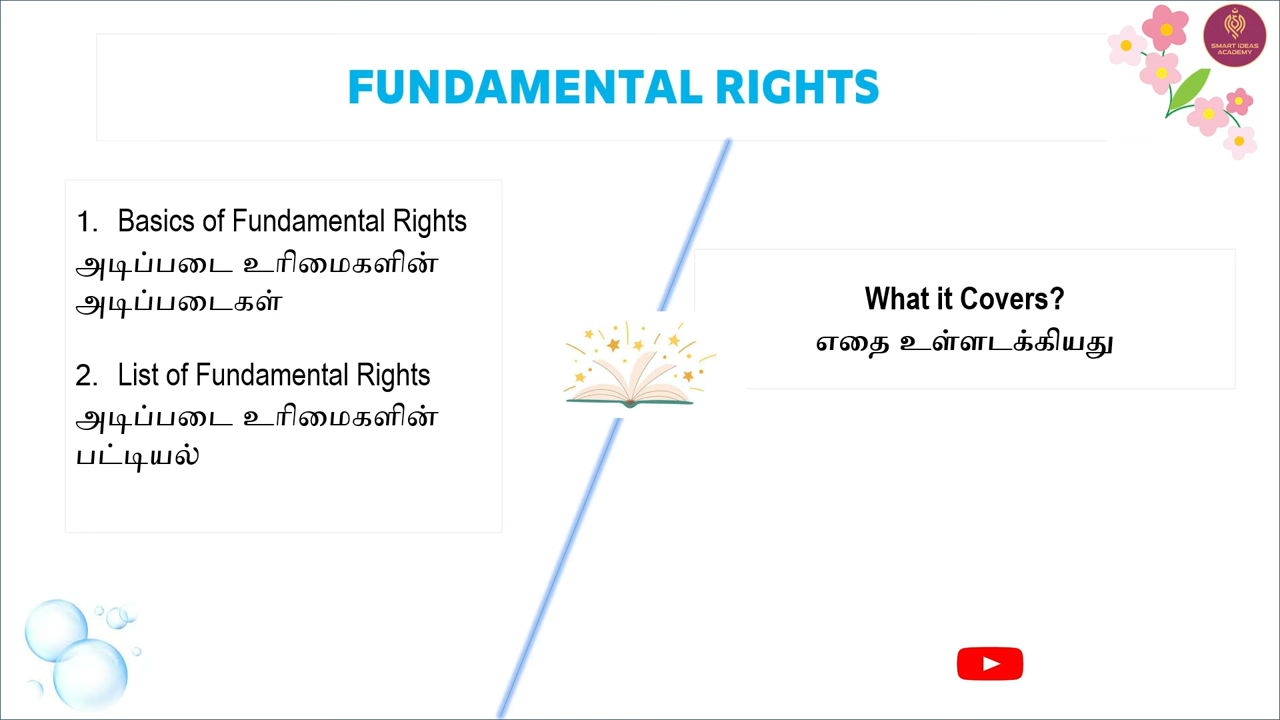 SMART IDEAS
ACADEMY
FUNDAMENTAL RIGHTS
1. Basics of Fundamental Rights
அடிப்படை உரிமைகளின்
அடிப்படைகள்
2. List of Fundamental Rights
அடிப்படை உரிமைகளின்
பட்டியல்
What it Covers?
எதை உள்ளடக்கியது